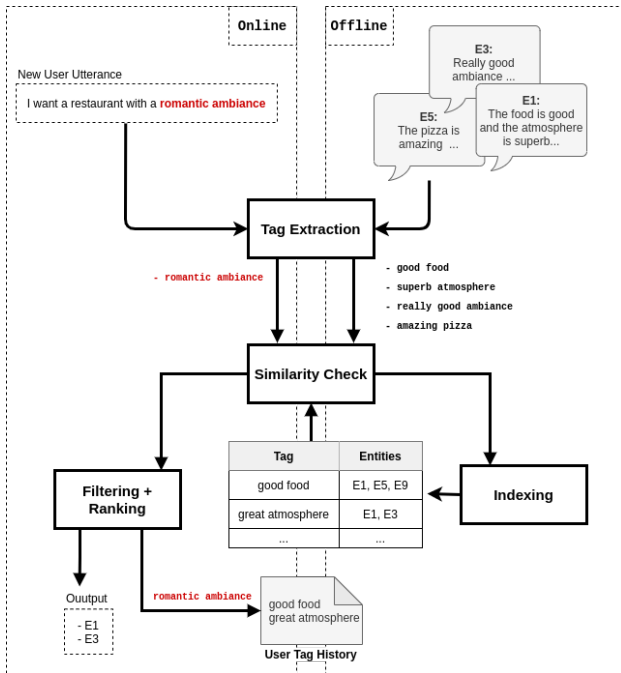 Online
Offline
New User Utterance
I want a restaurant with a romantic ambiance
E3:
Really good
ambiance ...
E5:
The pizza is
amazing ...
E1:
The food is good
and the atmosphere
is superb...
Tag Extraction
- romantic ambiance
- good food
- superb atmosphere
- really good ambiance
- amazing pizza
Similarity Check
Tag Entities
good food E1, E5, E9
great atmosphere E1, E3
... ...
Filtering +
Ranking
Indexing
Ouutput
- E1
- E3
romantic ambiance
good food
great atmosphere
User Tag History